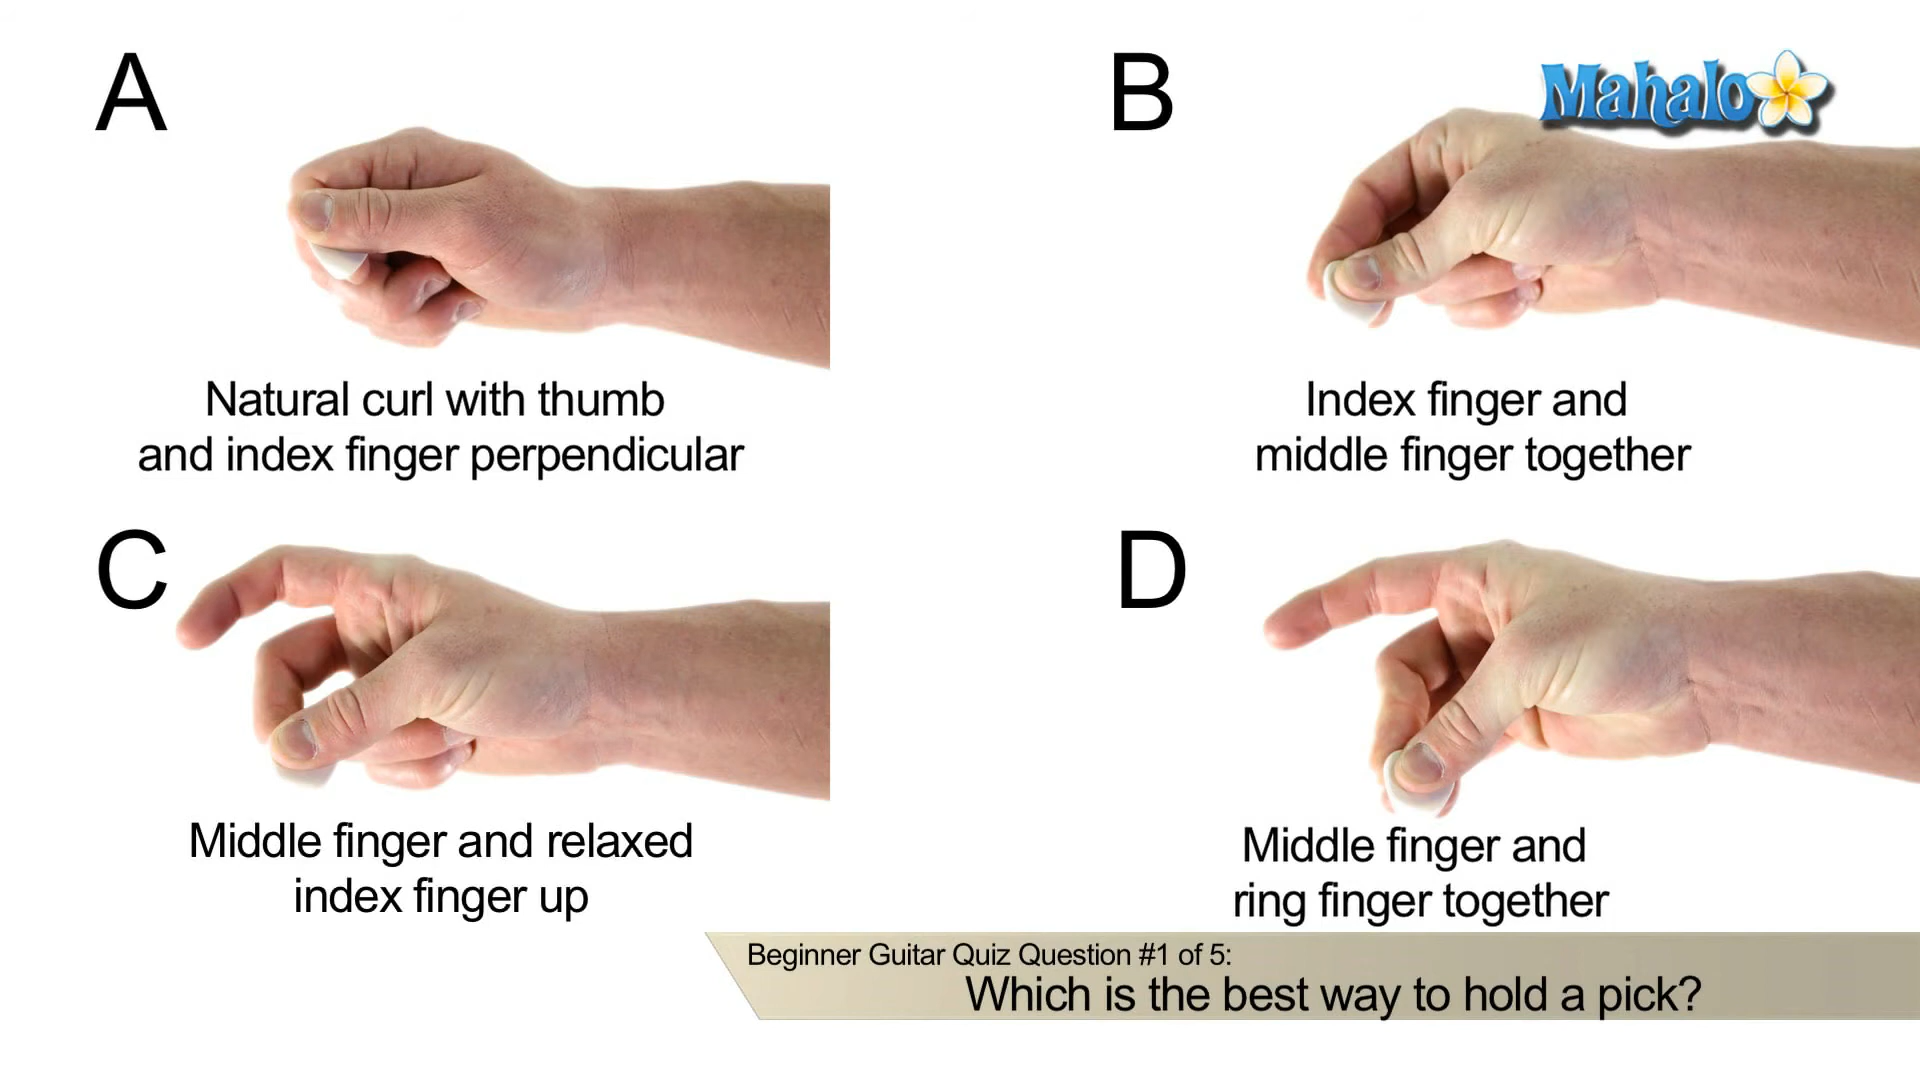 A
Natural curl with thumb
and index finger perpendicular
B
Mahalo
Index finger and
middle finger together
C
Middle finger and relaxed
index finger up
D
Middle finger and
ring finger together
Beginner Guitar Quiz Question #1 of 5:
Which is the best way to hold a pick?